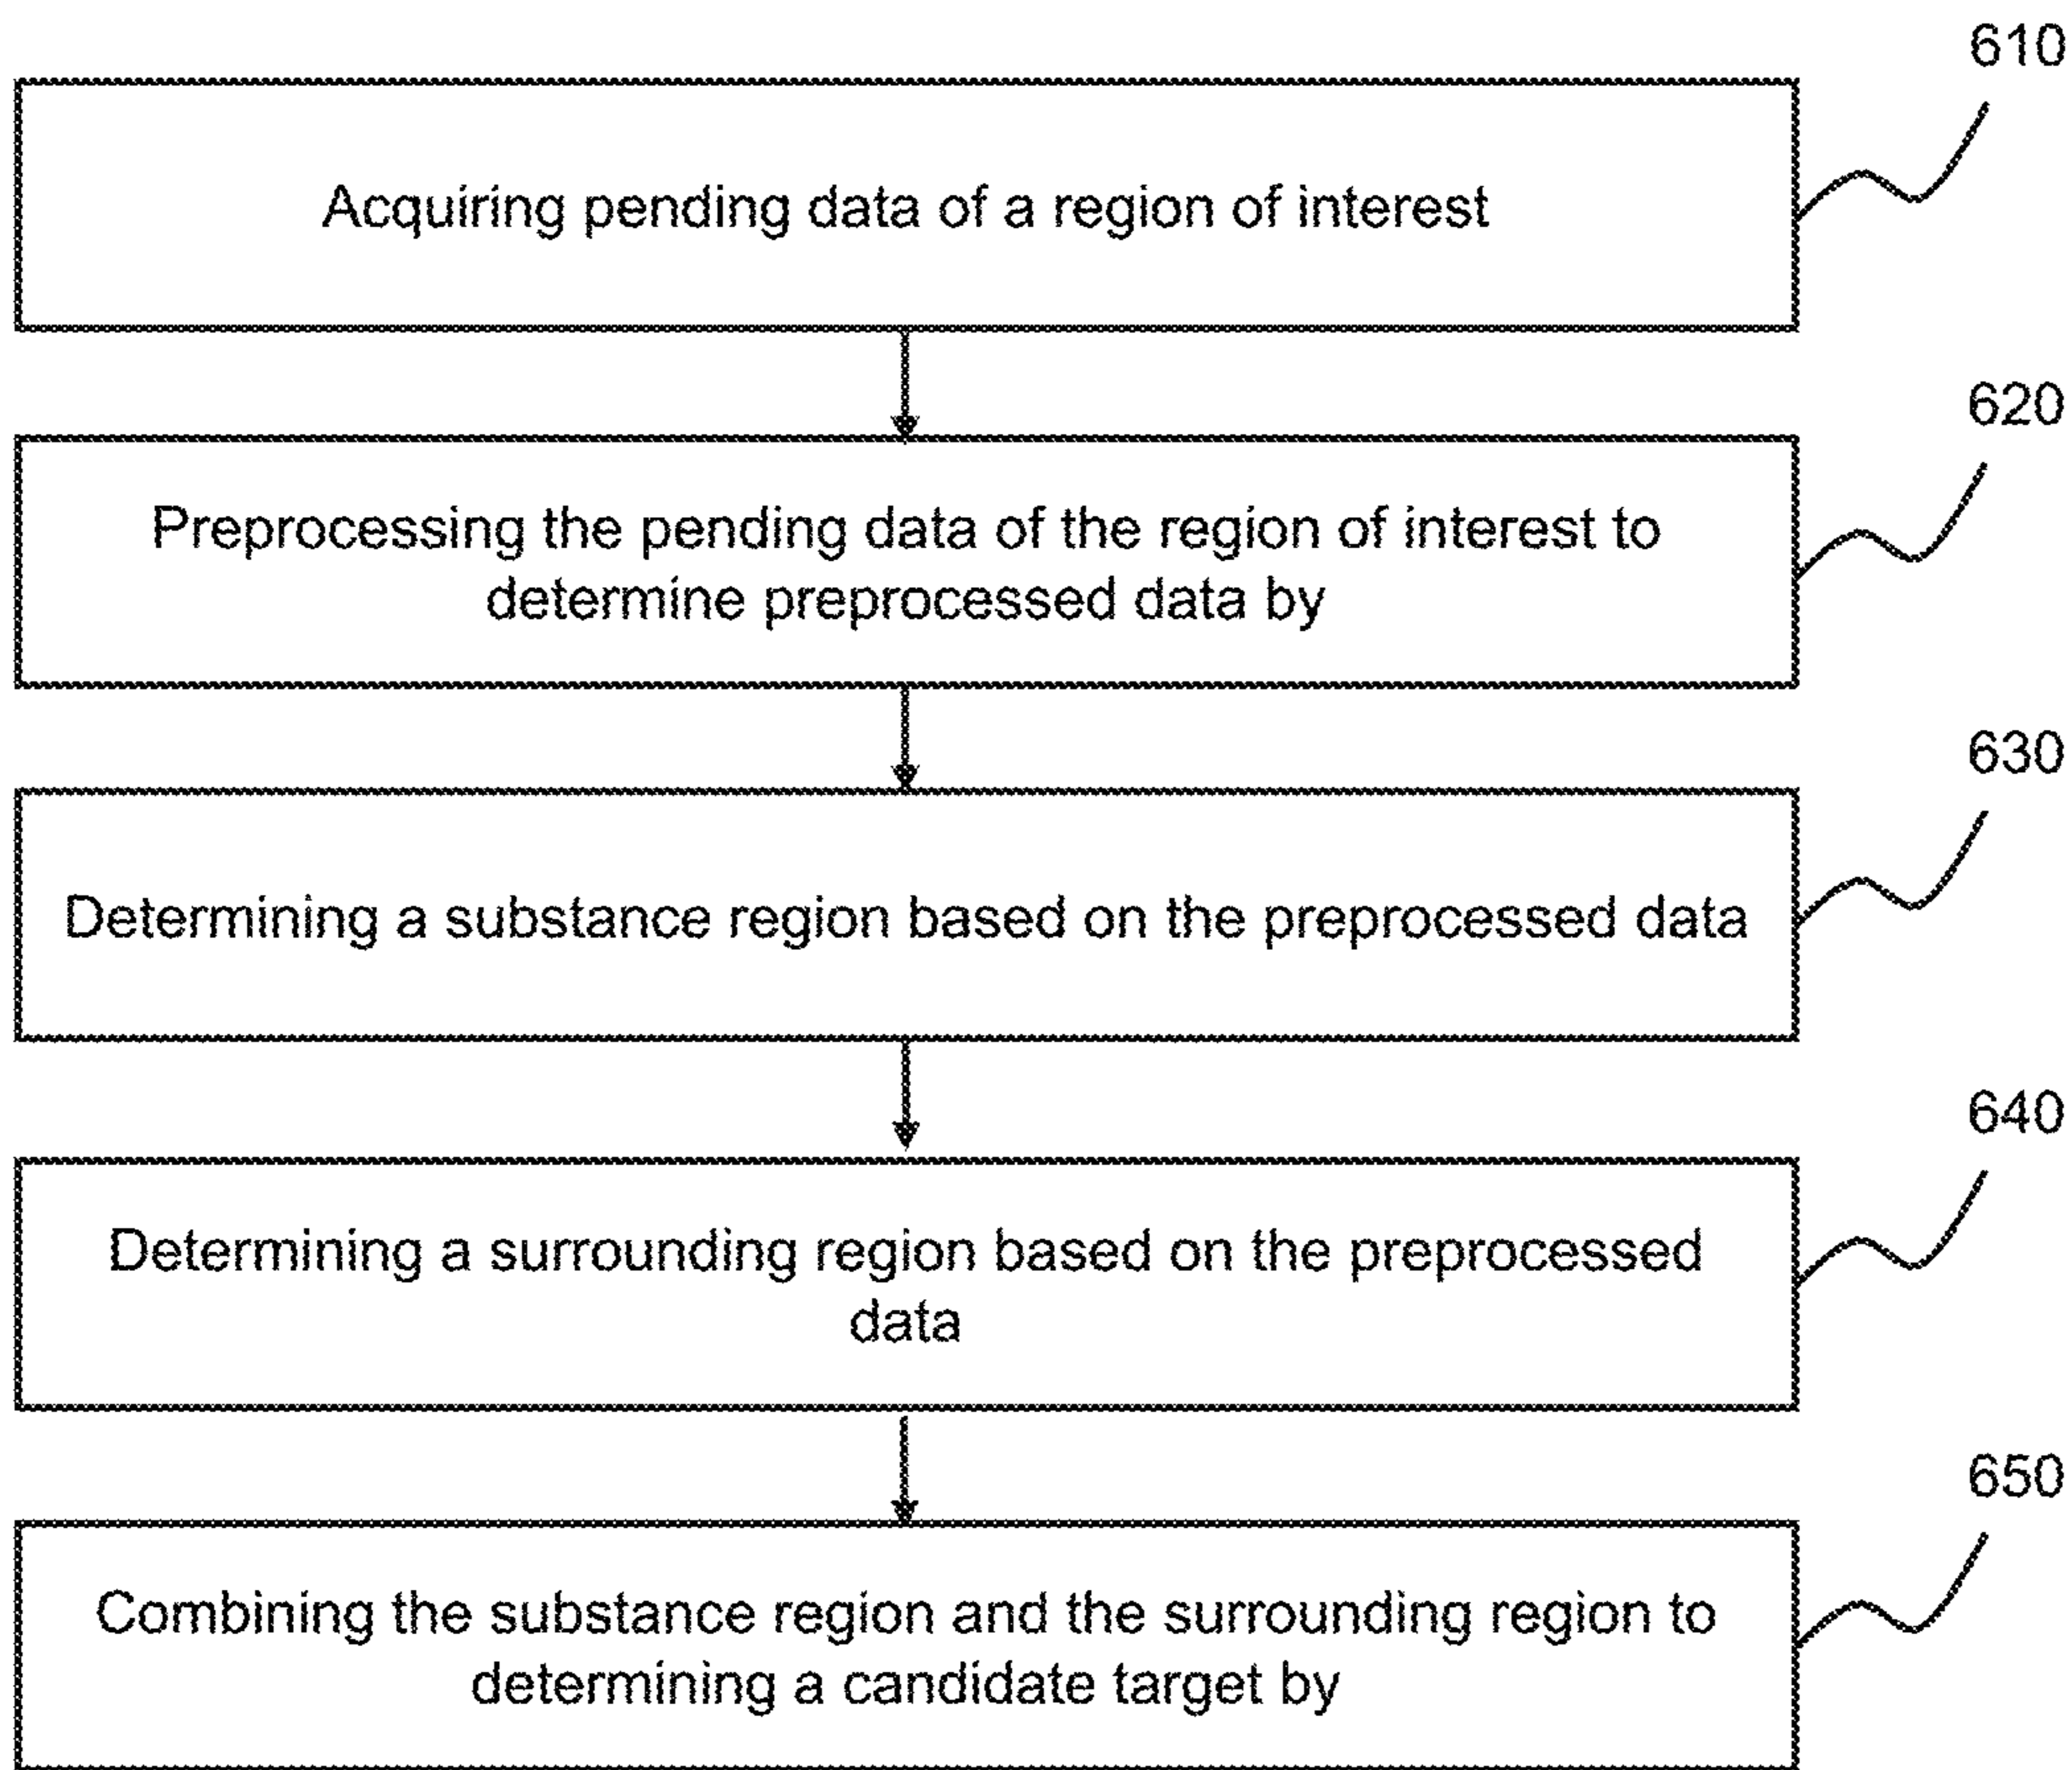 610
Acquiring pending data of a region of interest
620
Preprocessing the pending data of the region of interest to
determine preprocessed data by
630
Determining a substance region based on the preprocessed data
640
Determining a surrounding region based on the preprocessed
data
650
Combining the substance region and the surrounding region to
determining a candidate target by